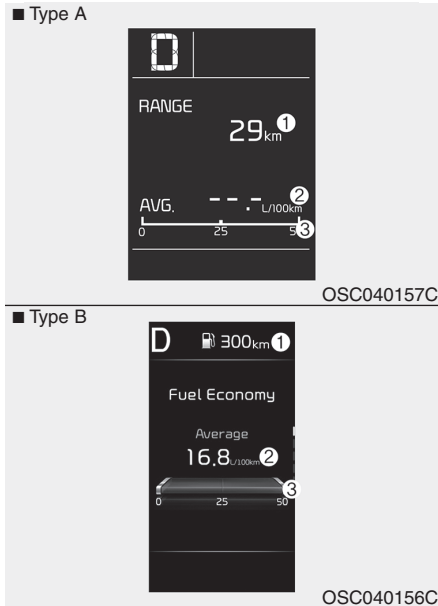 ■ Type A
D
RANGE
29km ①
AVG. --.- L/100km ②
③
0 25 5
OSC040157C
■ Type B
D 300km ①
Fuel Economy
Average
16.8 L/100km ②
③
0 25 50
OSC040156C